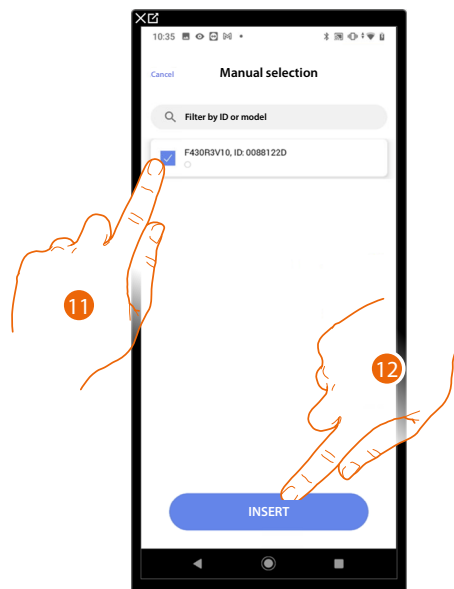 10:35
Cancel
Manual selection
Filter by ID or model
F430R3V10, ID: 0088122D
11
12
INSERT